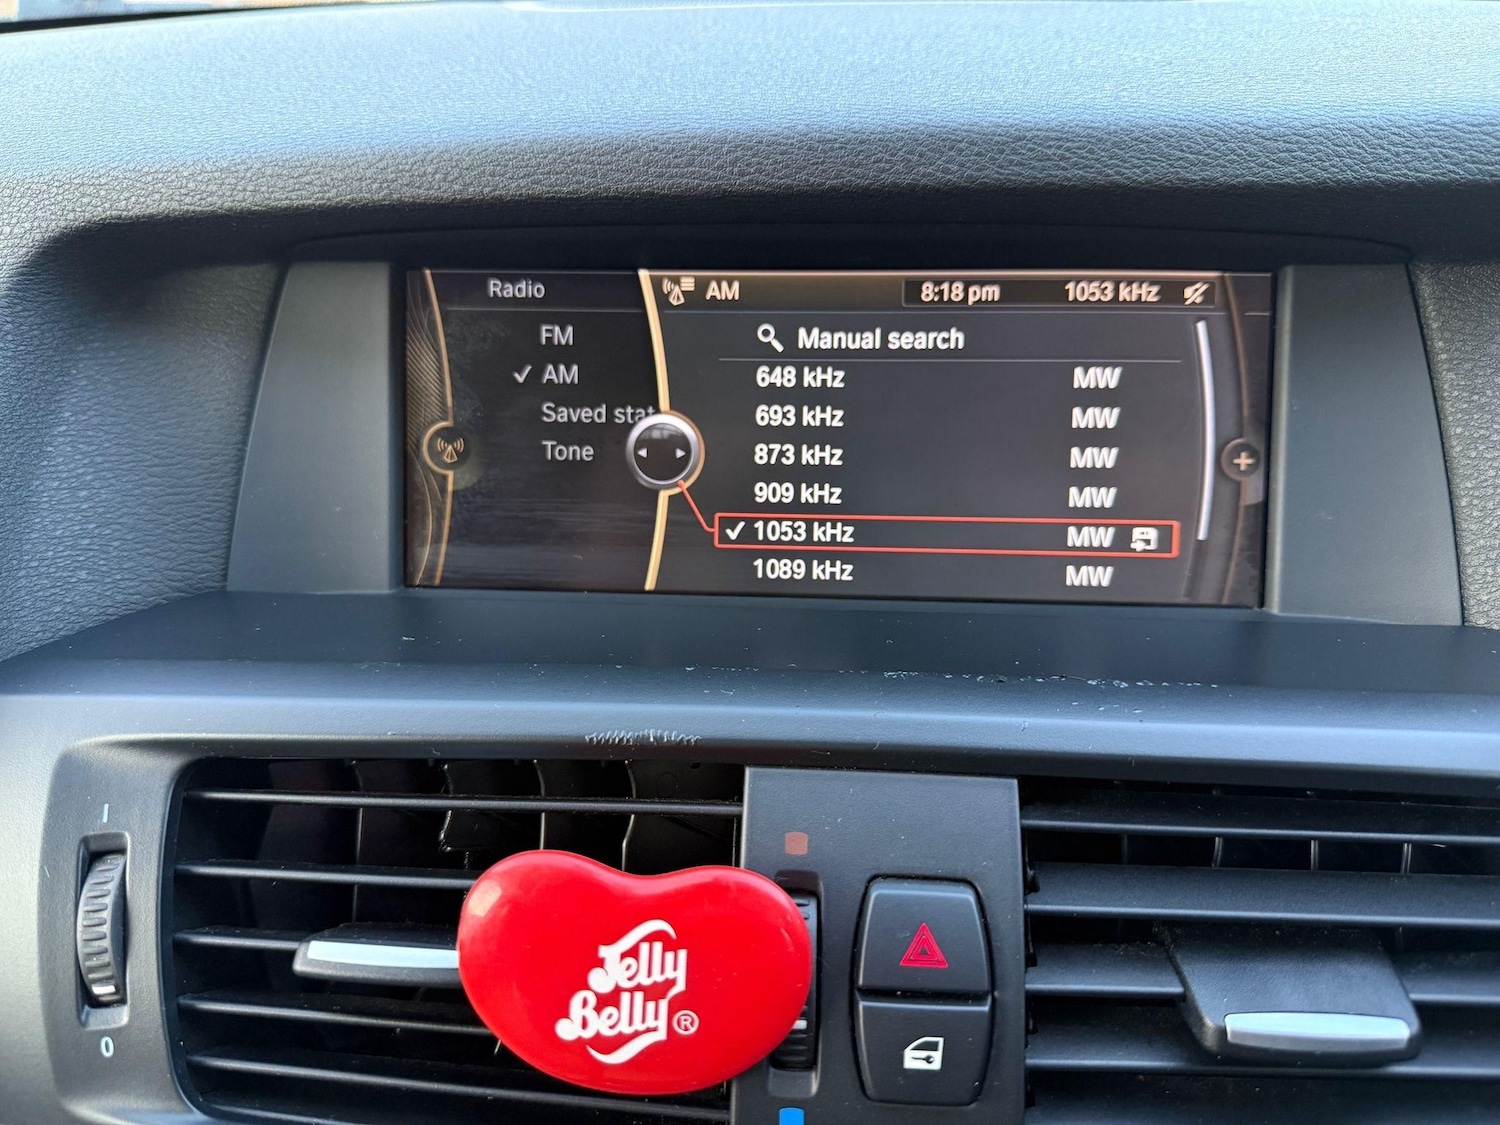 Radio
FM
AM
Saved stat
Tone
AM
8:18 pm 1053 kHz
Manual search
648 kHz MW
693 kHz MW
873 kHz MW
909 kHz MW
1053 kHz MW
1089 kHz MW
I
0
Jelly
Belly®